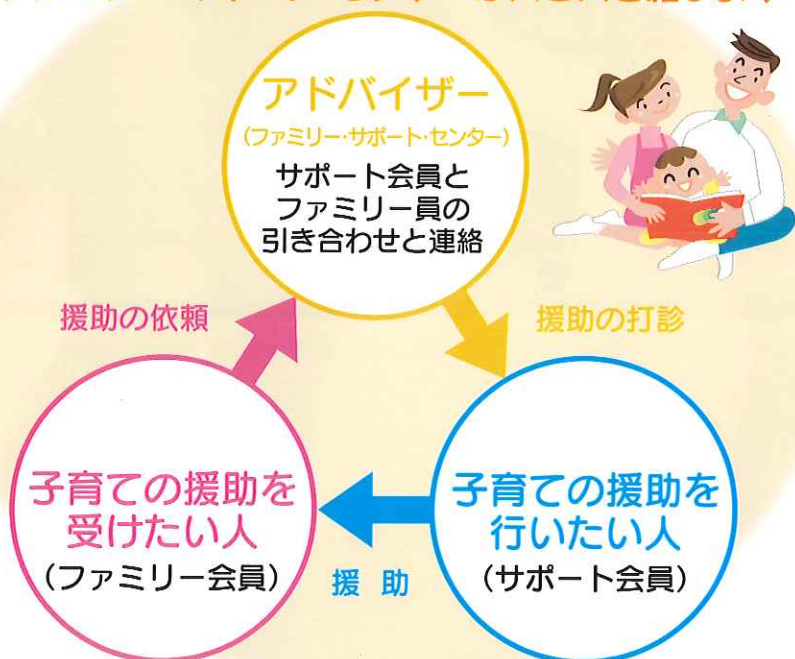 アドバイザー
(ファミリー・サポート・センター)
サポート会員と
ファミリー員の
引き合わせと連絡
援助の依頼
援助の打診
子育ての援助を
受けたい人
(ファミリー会員)
援 助
子育ての援助を
行いたい人
(サポート会員)